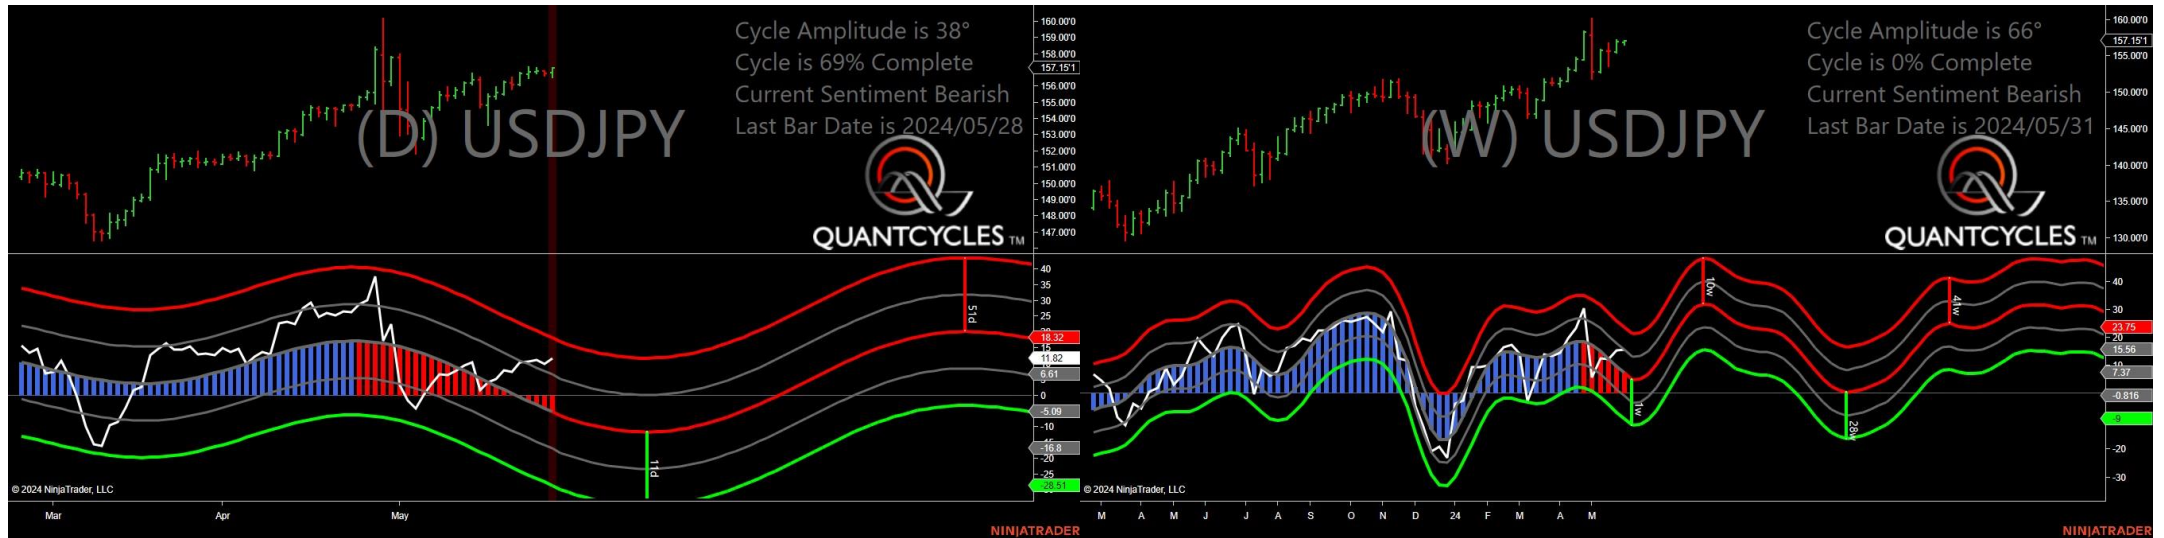 Cycle Amplitude is 38°
Cycle is 69% Complete
Current Sentiment Bearish
Last Bar Date is 2024/05/28
(D) USDJPY
QUANTCYCLES TM
160.00'0
159.00'0
158.00'0
157.15'1
156.00'0
155.00'0
154.00'0
153.00'0
152.00'0
151.00'0
150.00'0
149.00'0
148.00'0
147.00'0
40
35
30
25
18.32
15
11.82
6.61
0
-5.09
-10
-16.8
-20
-25
-28.51
51d
11d
© 2024 NinjaTrader, LLC
Mar
Apr
May
NINJATRADER
Cycle Amplitude is 66°
Cycle is 0% Complete
Current Sentiment Bearish
Last Bar Date is 2024/05/31
(W) USDJPY
QUANTCYCLES TM
160.00'0
157.15'1
155.00'0
150.00'0
145.00'0
140.00'0
135.00'0
130.00'0
40
30
23.75
20
15.56
7.37
-0.816
-9
-20
-30
10w
41w
1w
28w
© 2024 NinjaTrader, LLC
M A M J J A S O N D 24 F M A M
NINJATRADER